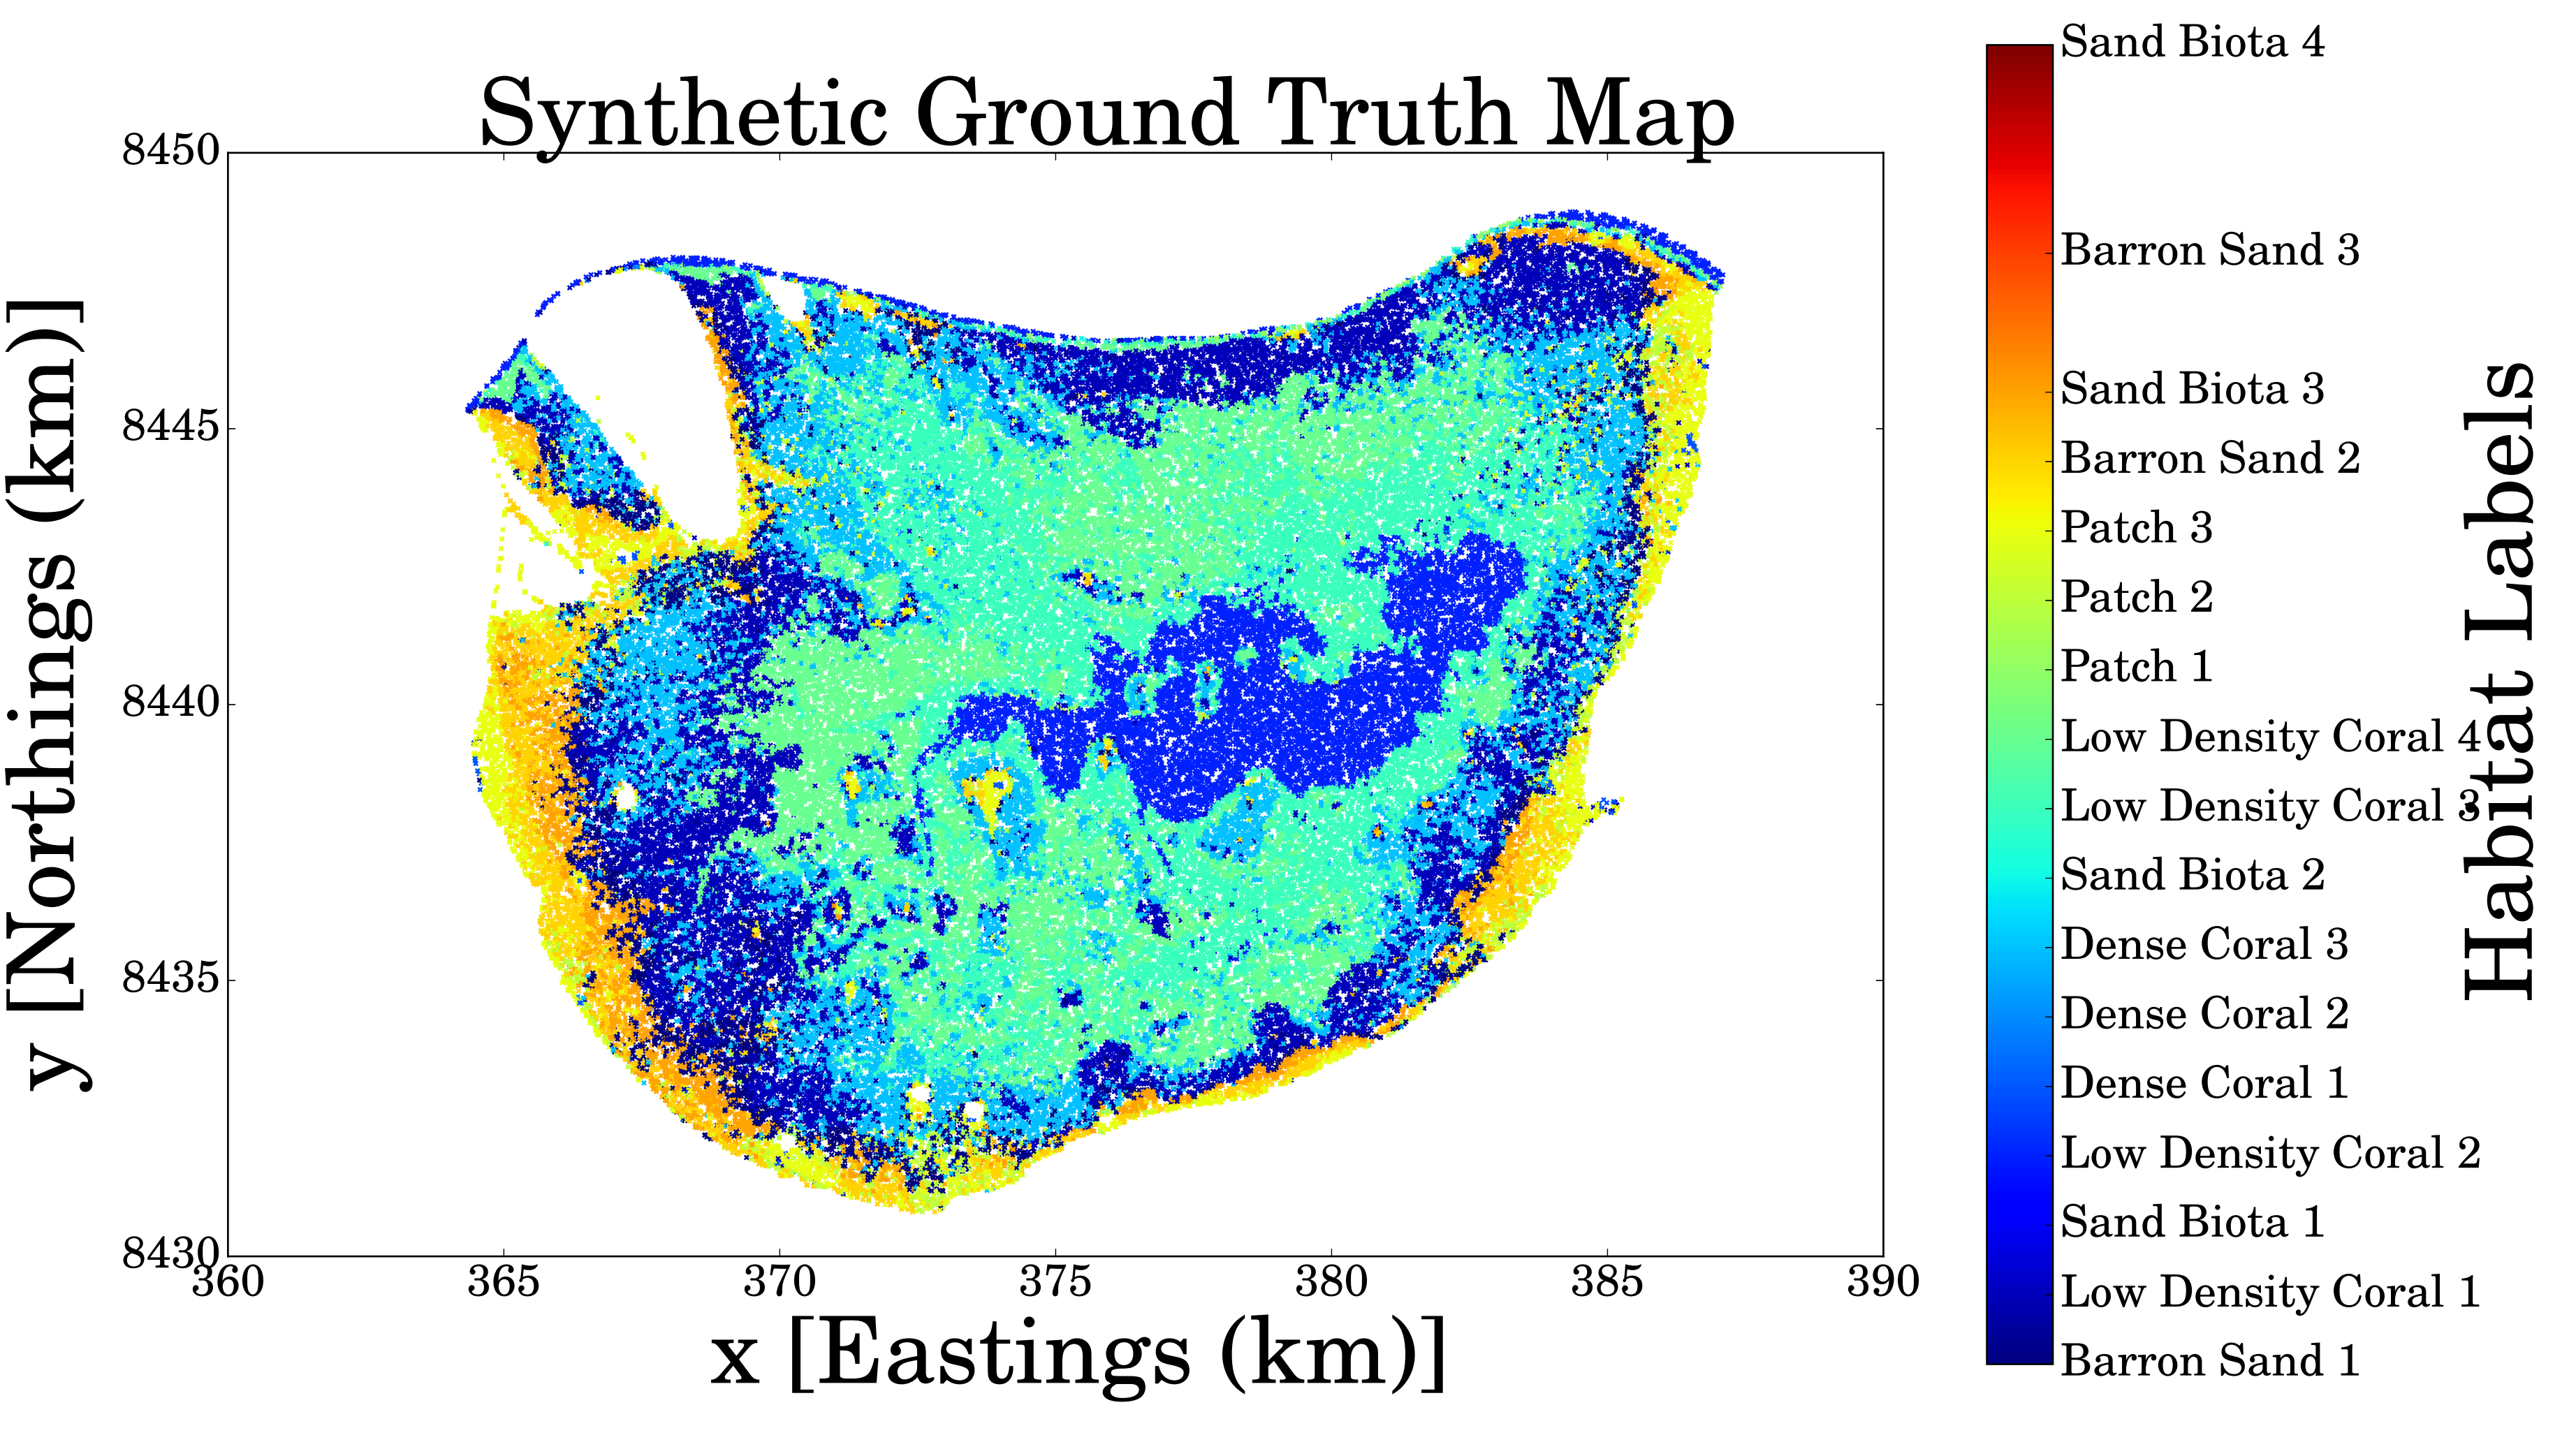 Synthetic Ground Truth Map
y [Northings (km)]
8450
8445
8440
8435
8430
360
365
370
375
380
385
390
x [Eastings (km)]
Sand Biota 4
Barron Sand 3
Sand Biota 3
Barron Sand 2
Patch 3
Patch 2
Patch 1
Low Density Coral 4
Low Density Coral 3
Sand Biota 2
Dense Coral 3
Dense Coral 2
Dense Coral 1
Low Density Coral 2
Sand Biota 1
Low Density Coral 1
Barron Sand 1
Habitat Labels